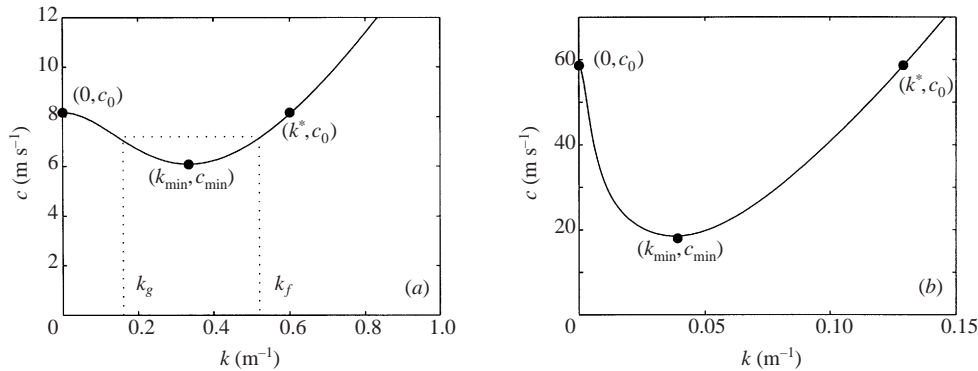 12
10
8
6
4
2
0
0.2
0.4
0.6
0.8
1.0
c (m s⁻¹)
k (m⁻¹)
(0, c₀)
(k*, c₀)
(kₘᵢₙ, cₘᵢₙ)
k_g
k_f
(a)
60
40
20
0
0.05
0.10
0.15
c (m s⁻¹)
k (m⁻¹)
(0, c₀)
(k*, c₀)
(kₘᵢₙ, cₘᵢₙ)
(b)